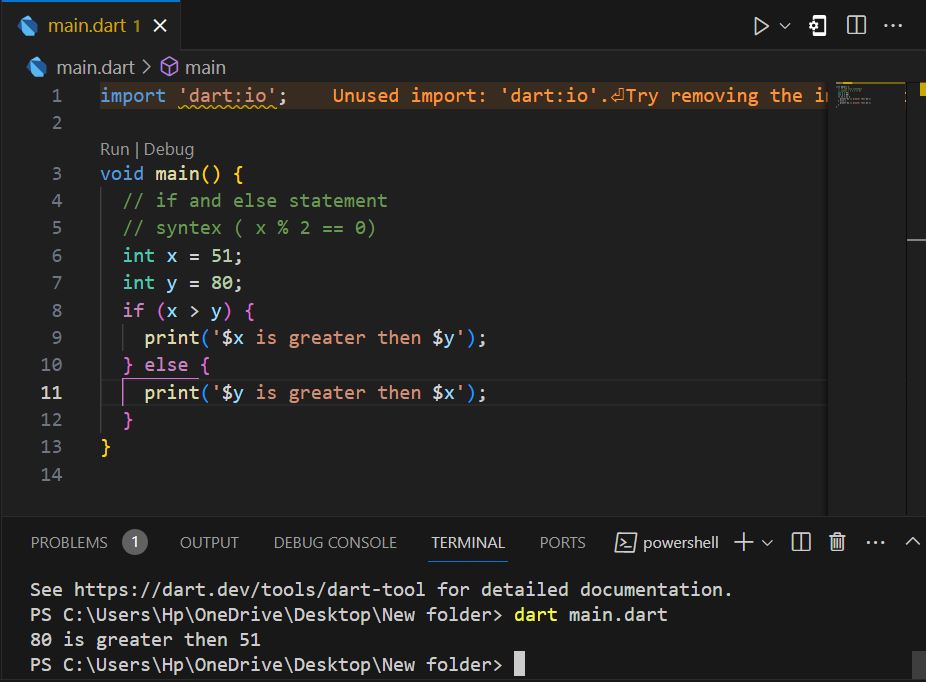 main.dart 1
main.dart > main
1 import 'dart:io'; Unused import: 'dart:io'.⏎Try removing the i
2
Run | Debug
3 void main() {
4 // if and else statement
5 // syntex ( x % 2 == 0)
6 int x = 51;
7 int y = 80;
8 if (x > y) {
9 print('$x is greater then $y');
10 } else {
11 print('$y is greater then $x');
12 }
13 }
14
PROBLEMS 1 OUTPUT DEBUG CONSOLE TERMINAL PORTS powershell
See https://dart.dev/tools/dart-tool for detailed documentation.
PS C:\Users\Hp\OneDrive\Desktop\New folder> dart main.dart
80 is greater then 51
PS C:\Users\Hp\OneDrive\Desktop\New folder>